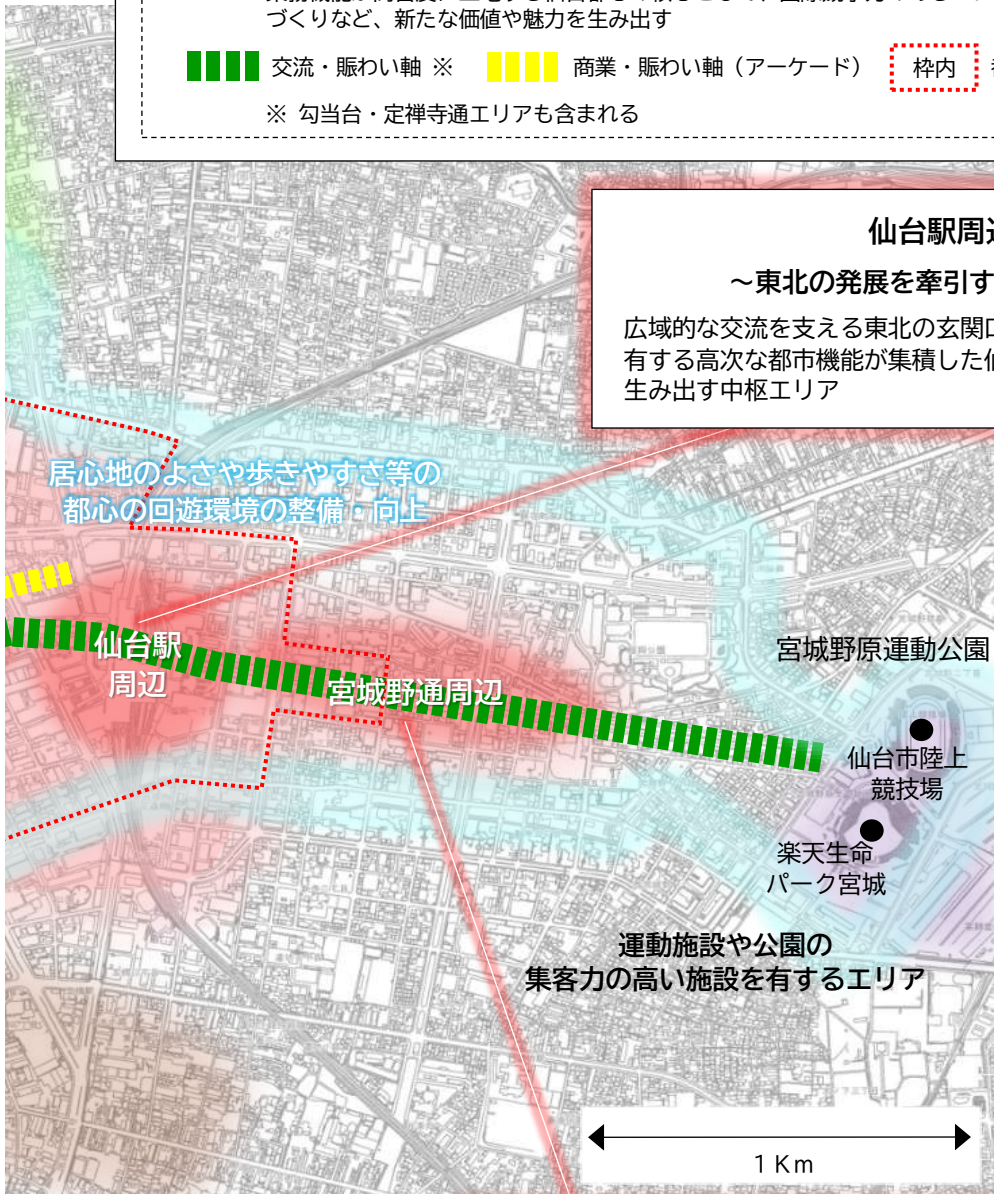 づくりなど、新たな価値や魅力を生み出す
交流・賑わい軸 ※
商業・賑わい軸（アーケード）
枠内
※ 勾当台・定禅寺通エリアも含まれる
仙台駅周辺
～東北の発展を牽引す
広域的な交流を支える東北の玄関口
有する高次な都市機能が集積した仙
生み出す中枢エリア
居心地のよさや歩きやすさ等の
都心の回遊環境の整備・向上
仙台駅
周辺
宮城野通周辺
宮城野原運動公園
仙台市陸上
競技場
楽天生命
パーク宮城
運動施設や公園の
集客力の高い施設を有するエリア
1 Km